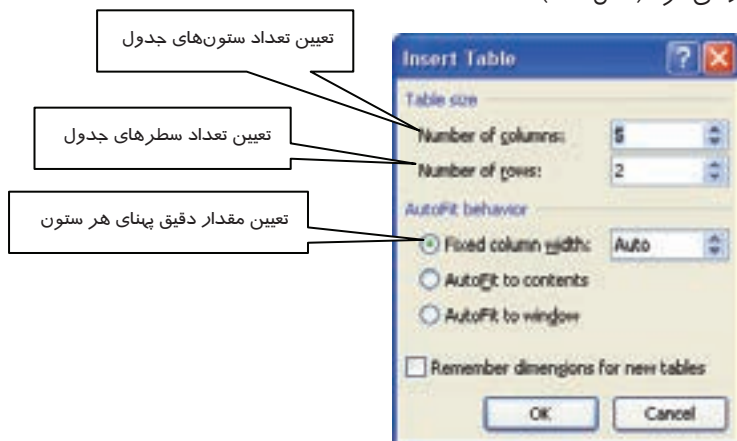 تعیین تعداد ستون‌های جدول
Insert Table
Table size
Number of columns: 5
تعیین تعداد سطرهای جدول
Number of rows: 2
AutoFit behavior
تعیین مقدار دقیق پهنای هر ستون
Fixed column width: Auto
AutoFit to contents
AutoFit to window
Remember dimensions for new tables
OK Cancel